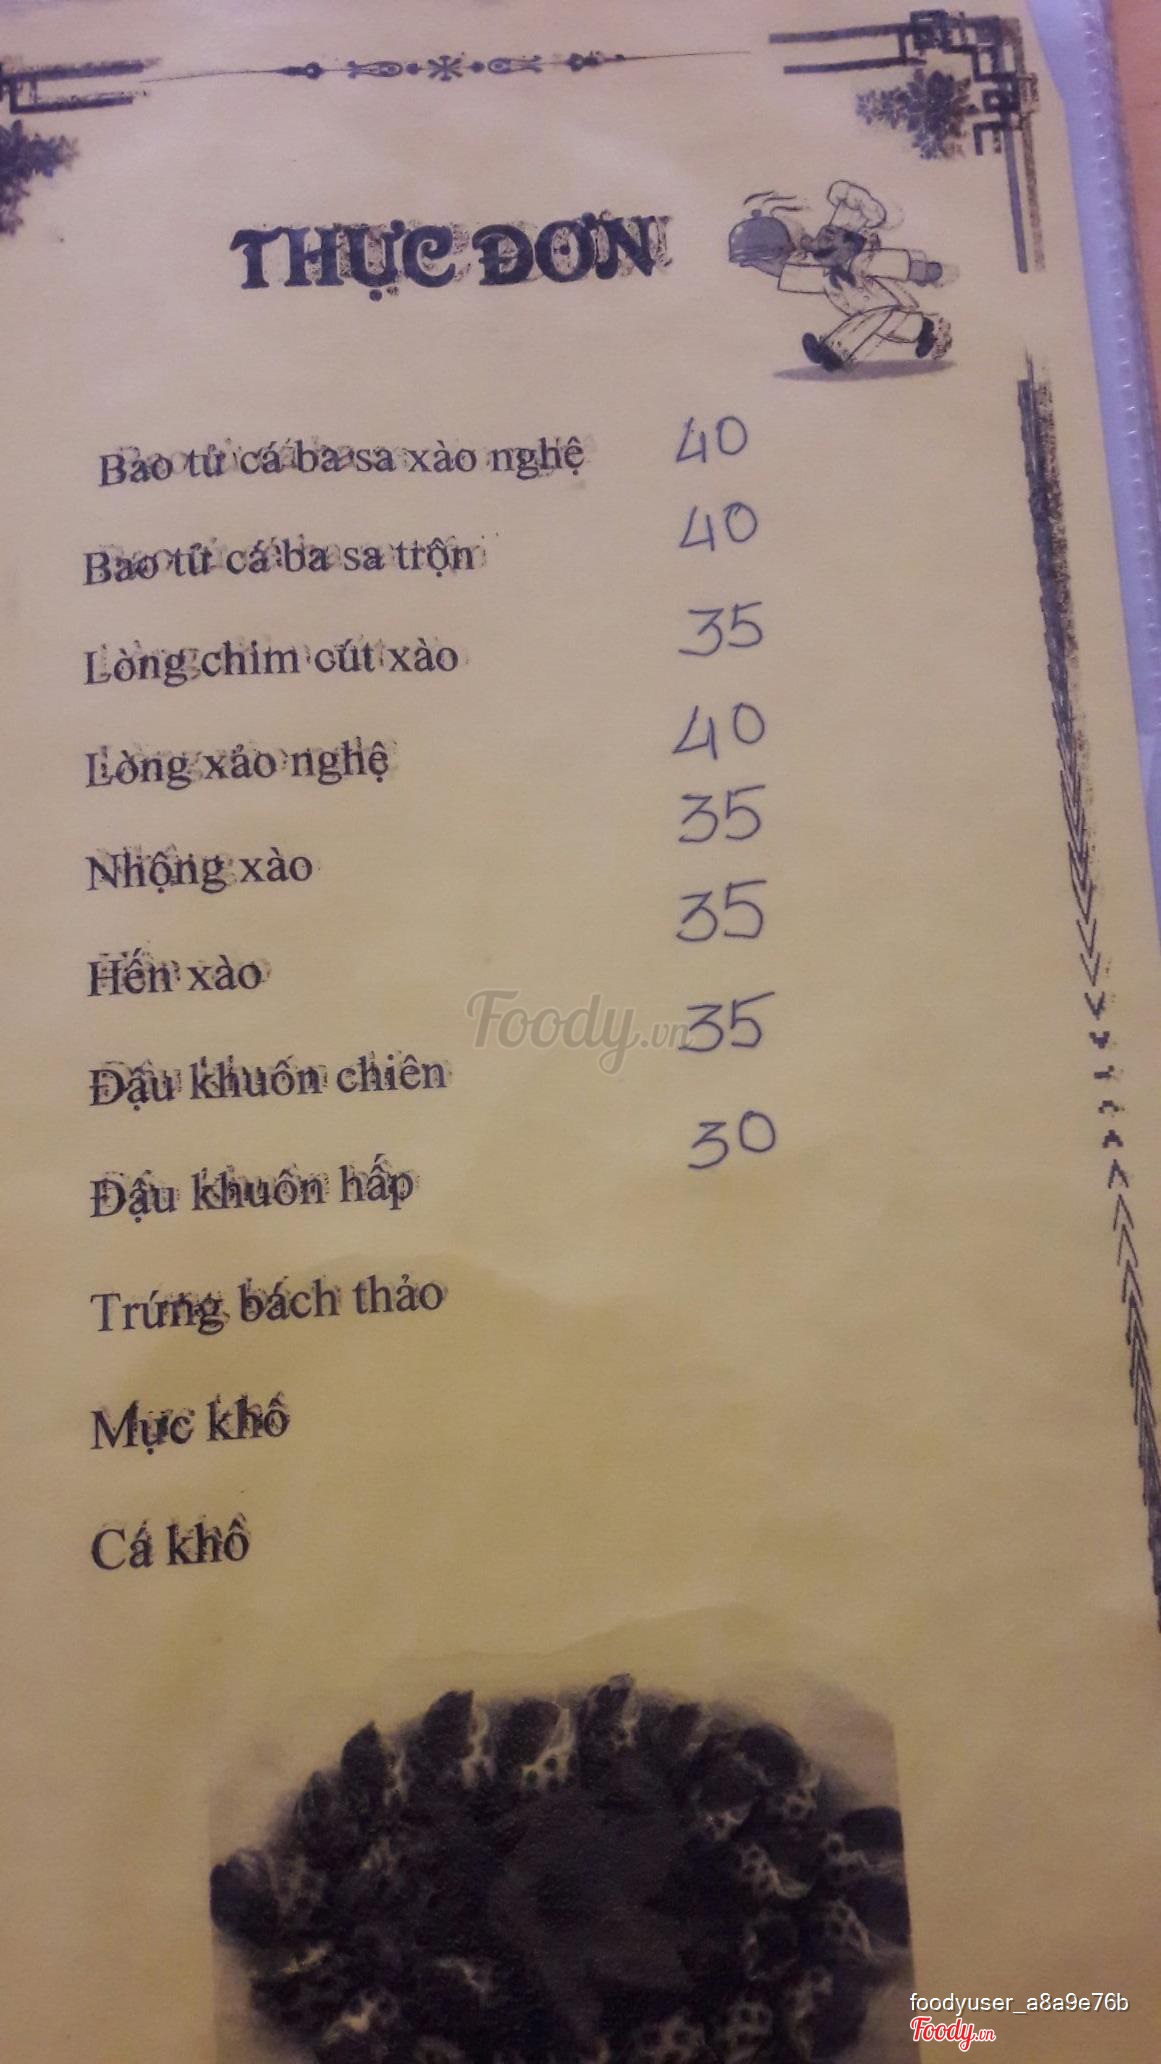 THỰC ĐƠN
Bao tử cá ba sa xào nghệ 40
Bao tử cá ba sa trộn 40
Lòng chim cút xào 35
Lòng xào nghệ 40
Nhộng xào 35
Hến xào 35
Đậu khuôn chiên 35
Đậu khuôn hấp 30
Trứng bách thảo
Mực khô
Cá khô
Foody.vn
foodyuser_a8a9e76b
Foody.vn